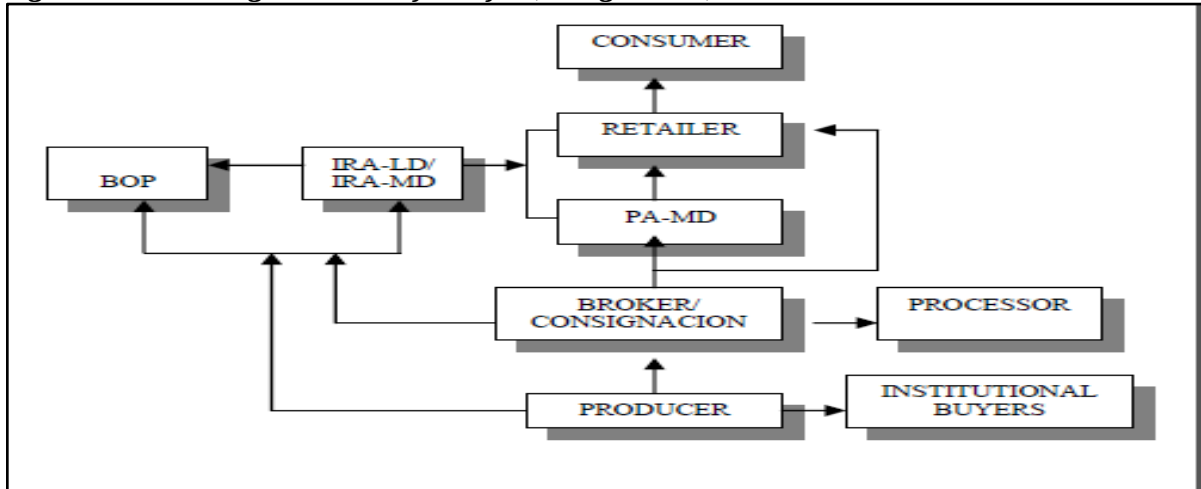 CONSUMER
RETAILER
BOP
IRA-LD/
IRA-MD
PA-MD
BROKER/
CONSIGNACION
PROCESSOR
PRODUCER
INSTITUTIONAL
BUYERS